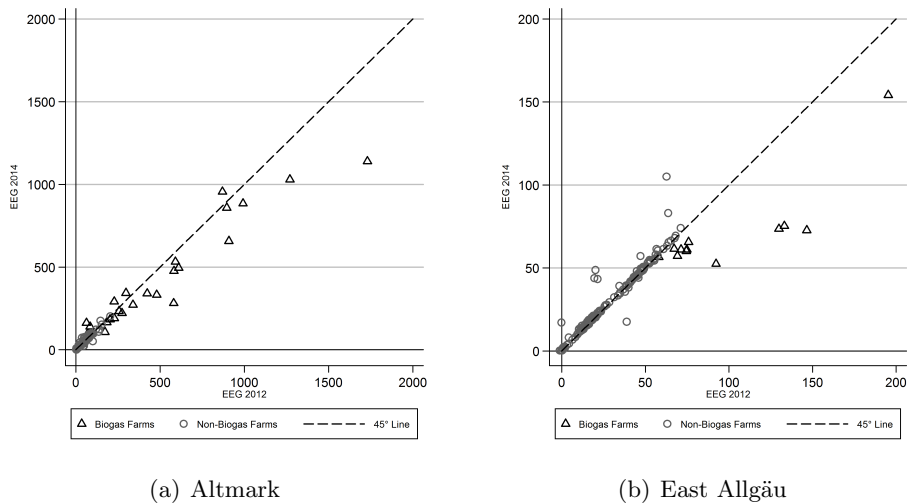 2000
1500
1000
500
0
EEG 2014
0 500 1000 1500 2000
EEG 2012
Biogas Farms Non-Biogas Farms 45° Line
(a) Altmark
200
150
100
50
0
EEG 2014
0 50 100 150 200
EEG 2012
Biogas Farms Non-Biogas Farms 45° Line
(b) East Allgäu